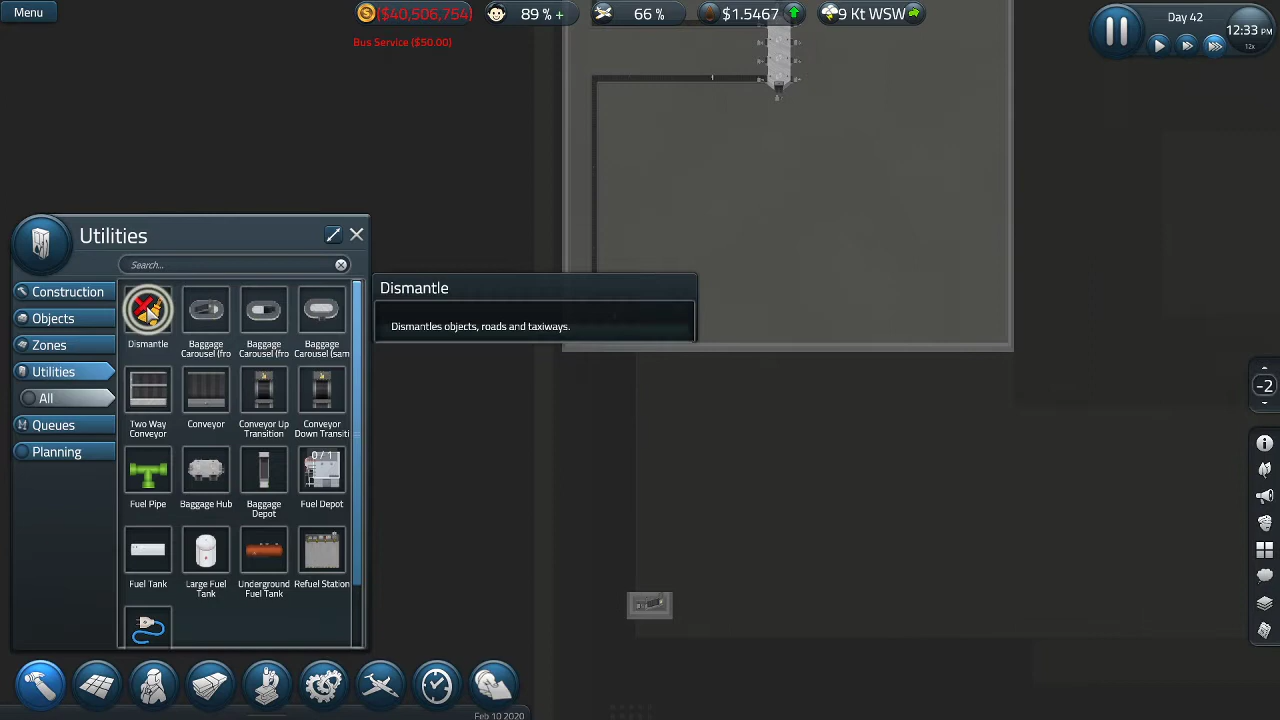 Menu
($40,506,754)
89 % +
66 %
$1.5467
9 Kt WSW
Day 42
12:33 PM
12x
Bus Service ($50.00)
Utilities
Search...
Construction
Objects
Zones
Utilities
All
Queues
Planning
Dismantle
Baggage Carousel (fro
Baggage Carousel (fro
Baggage Carousel (sam
Two Way Conveyor
Conveyor
Conveyor Up Transition
Conveyor Down Transiti
0/1
Fuel Pipe
Baggage Hub
Baggage Depot
Fuel Depot
Fuel Tank
Large Fuel Tank
Underground Fuel Tank
Refuel Station
Dismantle
Dismantles objects, roads and taxiways.
-2
Feb 10 2020